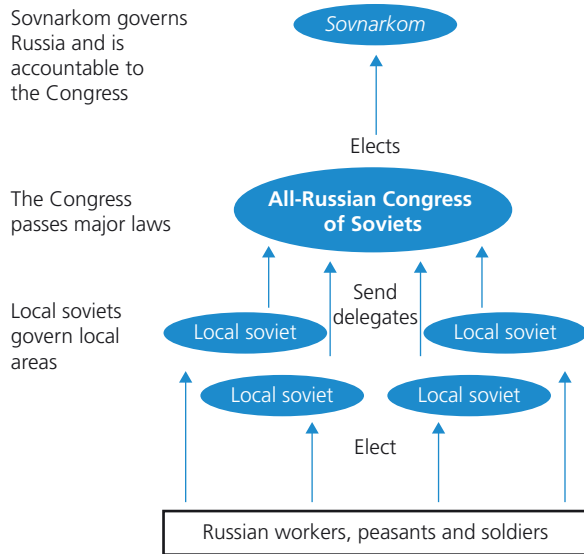 Sovnarkom governs
Russia and is
accountable to
the Congress
Sovnarkom
Elects
The Congress
passes major laws
All-Russian Congress
of Soviets
Local soviets
govern local
areas
Send
delegates
Local soviet
Local soviet
Local soviet
Local soviet
Elect
Russian workers, peasants and soldiers